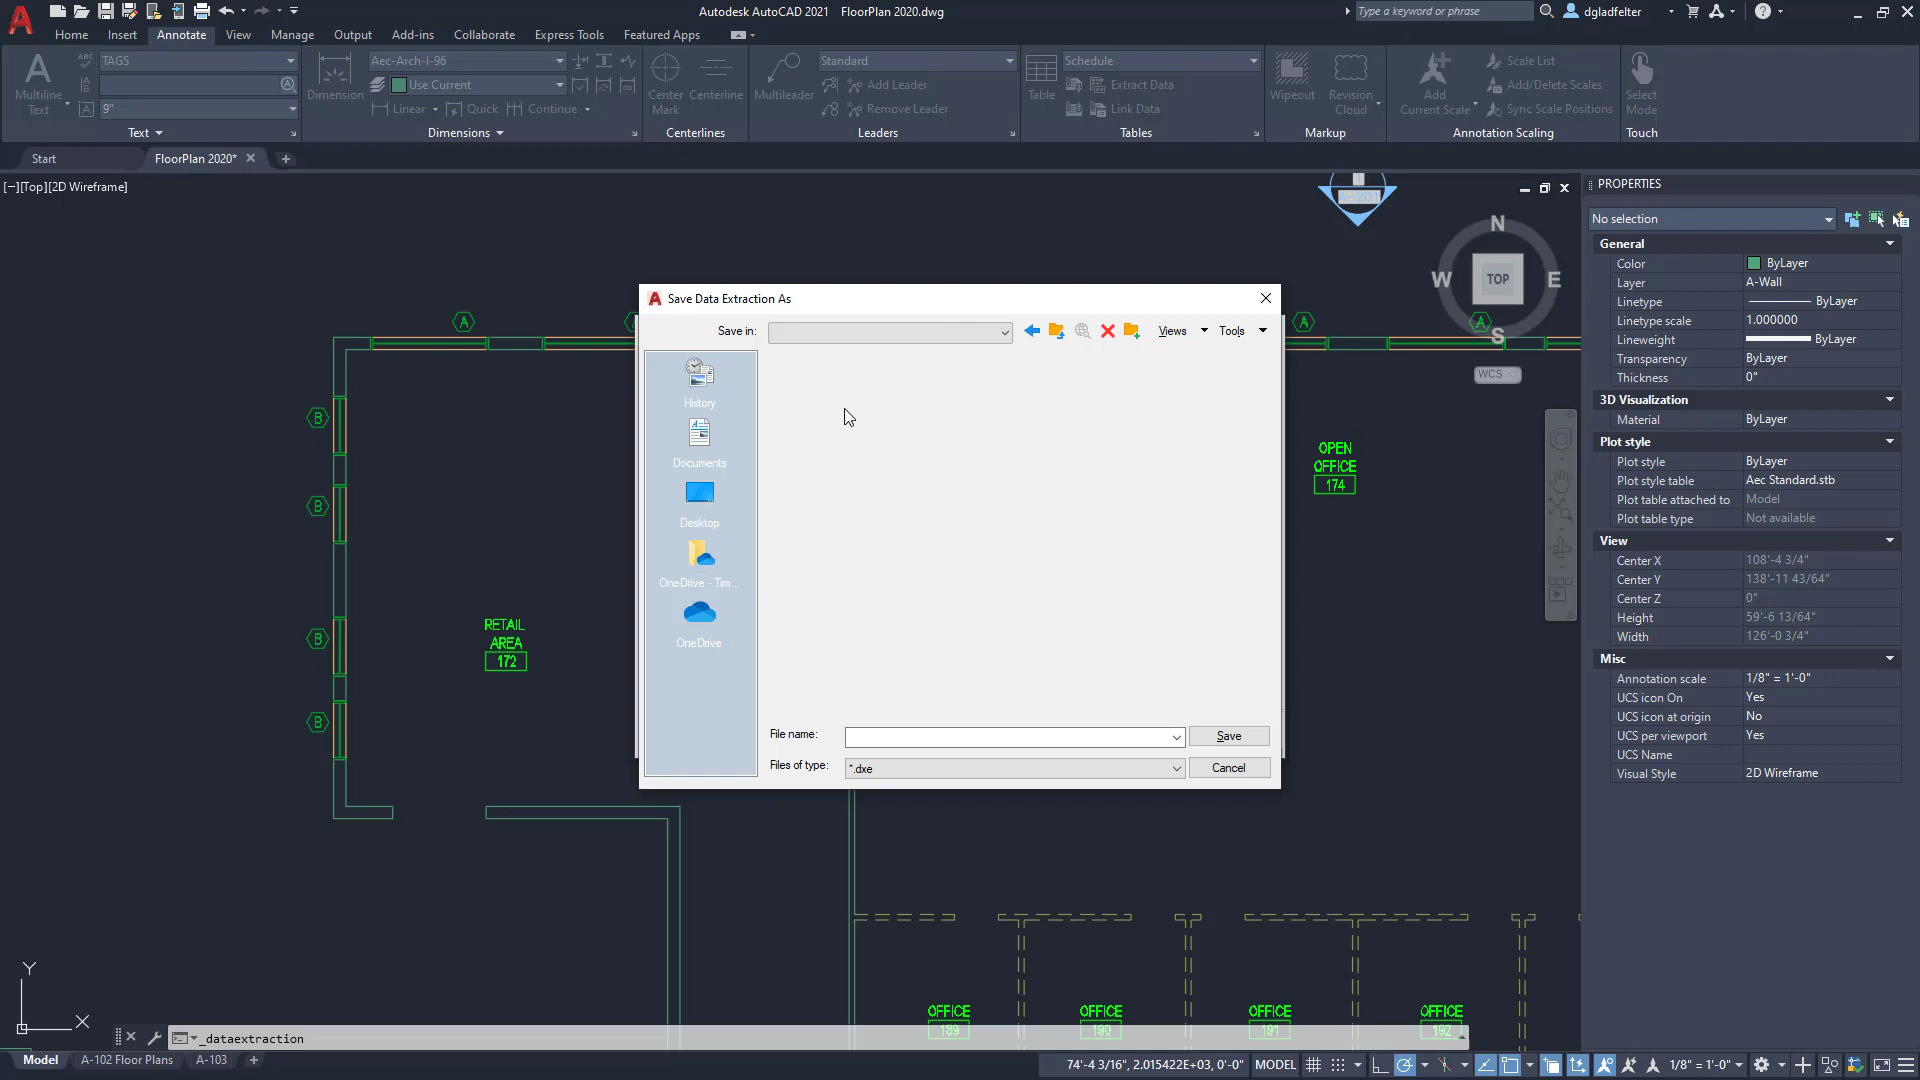 Autodesk AutoCAD 2021 FloorPlan 2020.dwg
Type a keyword or phrase
dgladfelter
Home Insert Annotate View Manage Output Add-ins Collaborate Express Tools Featured Apps
Multiline
Text
TAGS
9"
Text
Dimension
Aec-Arch-I-96
Use Current
Linear Quick Continue
Dimensions
Center
Mark
Centerline
Centerlines
Multileader
Standard
Add Leader
Remove Leader
Leaders
Table
Schedule
Extract Data
Link Data
Tables
Wipeout
Revision
Cloud
Markup
Add
Current Scale
Scale List
Add/Delete Scales
Sync Scale Positions
Annotation Scaling
Select
Mode
Touch
Start FloorPlan 2020*
[−][Top][2D Wireframe]
N
W TOP E
S
WCS
A
A
A
B
B
B
B
RETAIL
AREA
172
OPEN
OFFICE
174
OFFICE
189
OFFICE
190
OFFICE
191
OFFICE
192
Save Data Extraction As
Save in:
Views Tools
History
Documents
Desktop
OneDrive - Tim...
OneDrive
File name:
Save
Files of type: *.dxe
Cancel
PROPERTIES
No selection
General
Color ByLayer
Layer A-Wall
Linetype ByLayer
Linetype scale 1.000000
Lineweight ByLayer
Transparency ByLayer
Thickness 0"
3D Visualization
Material ByLayer
Plot style
Plot style ByLayer
Plot style table Aec Standard.stb
Plot table attached to Model
Plot table type Not available
View
Center X 108'-4 3/4"
Center Y 138'-11 43/64"
Center Z 0"
Height 59'-6 13/64"
Width 126'-0 3/4"
Misc
Annotation scale 1/8" = 1'-0"
UCS icon On Yes
UCS icon at origin No
UCS per viewport Yes
UCS Name
Visual Style 2D Wireframe
Y
X
_dataextraction
Model A-102 Floor Plans A-103
74'-4 3/16", 2.015422E+03, 0'-0" MODEL 1/8" = 1'-0"